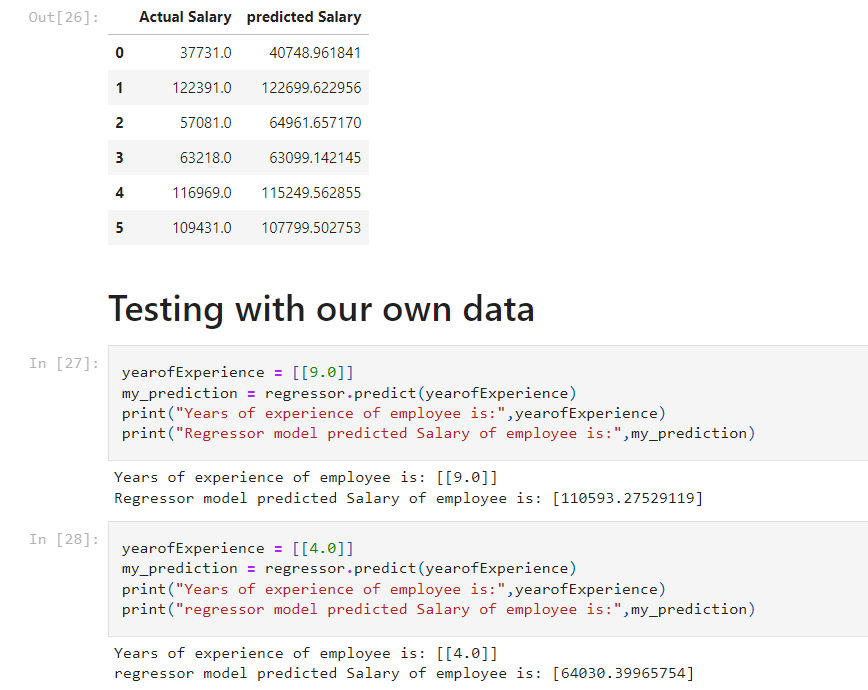 Out[26]:
Actual Salary predicted Salary
0 37731.0 40748.961841
1 122391.0 122699.622956
2 57081.0 64961.657170
3 63218.0 63099.142145
4 116969.0 115249.562855
5 109431.0 107799.502753
Testing with our own data
In [27]:
yearofExperience = [[9.0]]
my_prediction = regressor.predict(yearofExperience)
print("Years of experience of employee is:",yearofExperience)
print("Regressor model predicted Salary of employee is:",my_prediction)
Years of experience of employee is: [[9.0]]
Regressor model predicted Salary of employee is: [110593.27529119]
In [28]:
yearofExperience = [[4.0]]
my_prediction = regressor.predict(yearofExperience)
print("Years of experience of employee is:",yearofExperience)
print("regressor model predicted Salary of employee is:",my_prediction)
Years of experience of employee is: [[4.0]]
regressor model predicted Salary of employee is: [64030.39965754]